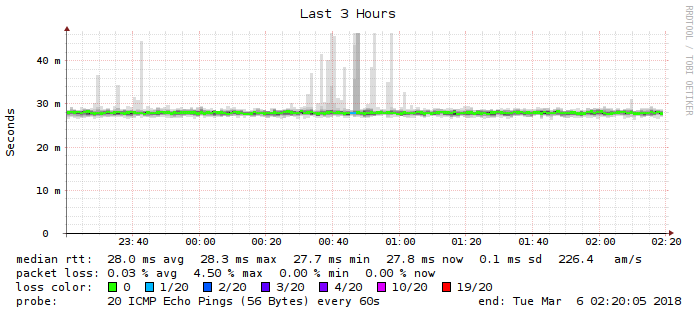 Last 3 Hours
RRDTOOL / TOBI OETIKER
Seconds
40 m
30 m
20 m
10 m
0
23:40 00:00 00:20 00:40 01:00 01:20 01:40 02:00 02:20
median rtt: 28.0 ms avg 28.3 ms max 27.7 ms min 27.8 ms now 0.1 ms sd 226.4 am/s
packet loss: 0.03 % avg 4.50 % max 0.00 % min 0.00 % now
loss color: 0 1/20 2/20 3/20 4/20 10/20 19/20
probe: 20 ICMP Echo Pings (56 Bytes) every 60s end: Tue Mar 6 02:20:05 2018